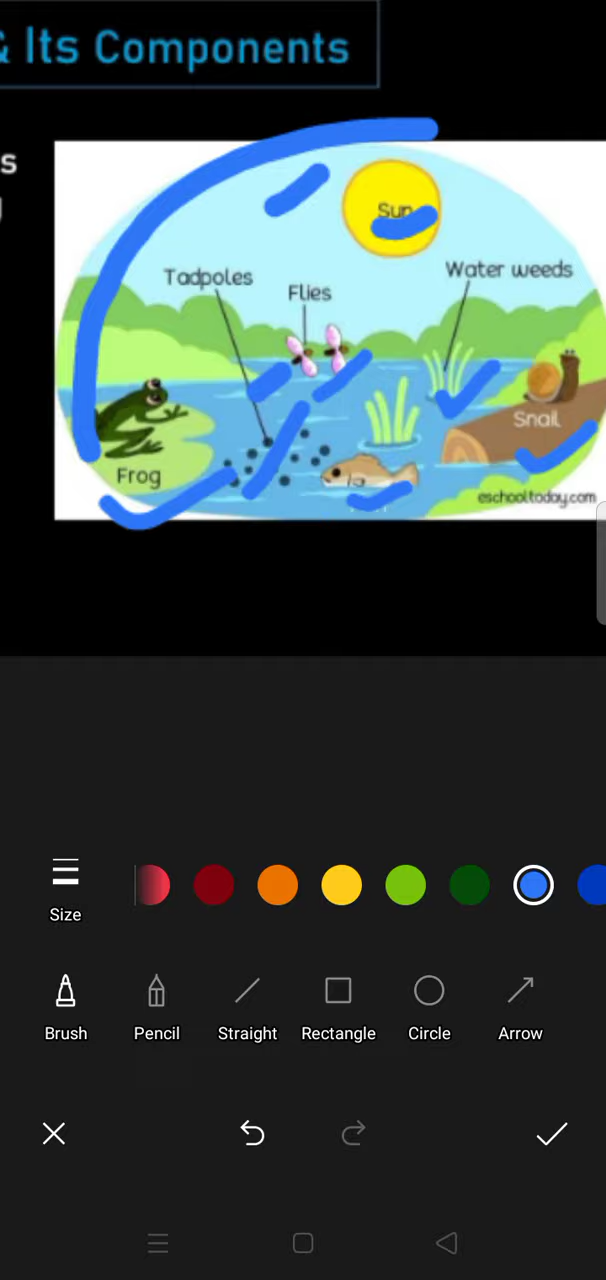 & Its Components
s
Sun
Water weeds
Tadpoles
Flies
Snail
Frog
eschooltoday.com
Size
Brush
Pencil
Straight
Rectangle
Circle
Arrow